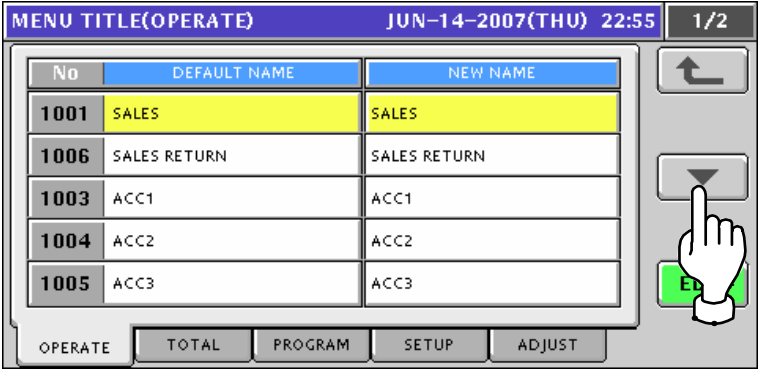 MENU TITLE(OPERATE) JUN-14-2007(THU) 22:55 1/2
No DEFAULT NAME NEW NAME
1001 SALES SALES
1006 SALES RETURN SALES RETURN
1003 ACC1 ACC1
1004 ACC2 ACC2
1005 ACC3 ACC3
OPERATE TOTAL PROGRAM SETUP ADJUST